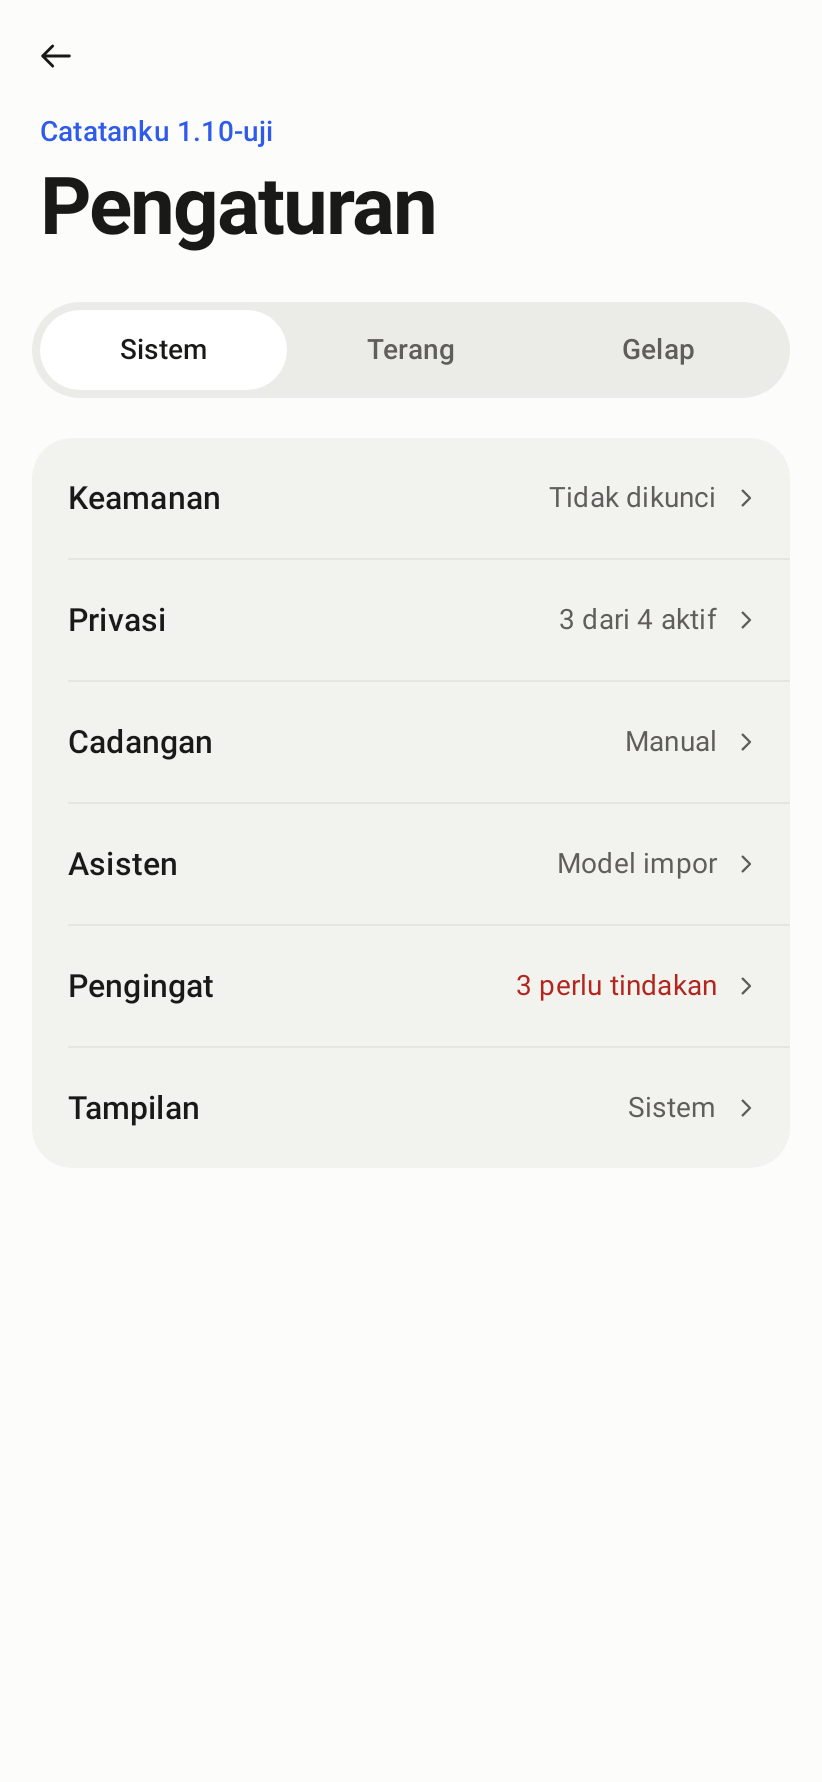 Catatanku 1.10-uji
Pengaturan
Sistem Terang Gelap
Keamanan Tidak dikunci
Privasi 3 dari 4 aktif
Cadangan Manual
Asisten Model impor
Pengingat 3 perlu tindakan
Tampilan Sistem